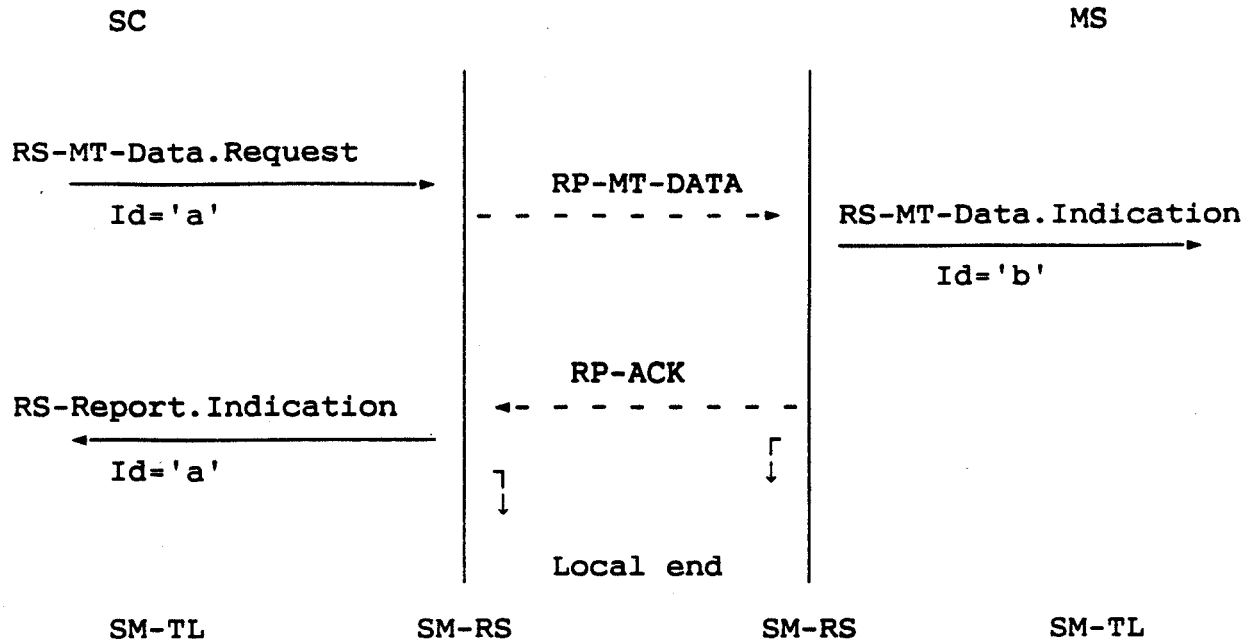 SC
MS
RS-MT-Data.Request
RP-MT-DATA
Id='a'
RS-MT-Data.Indication
Id='b'
RP-ACK
RS-Report.Indication
Id='a'
Local end
SM-TL
SM-RS
SM-RS
SM-TL